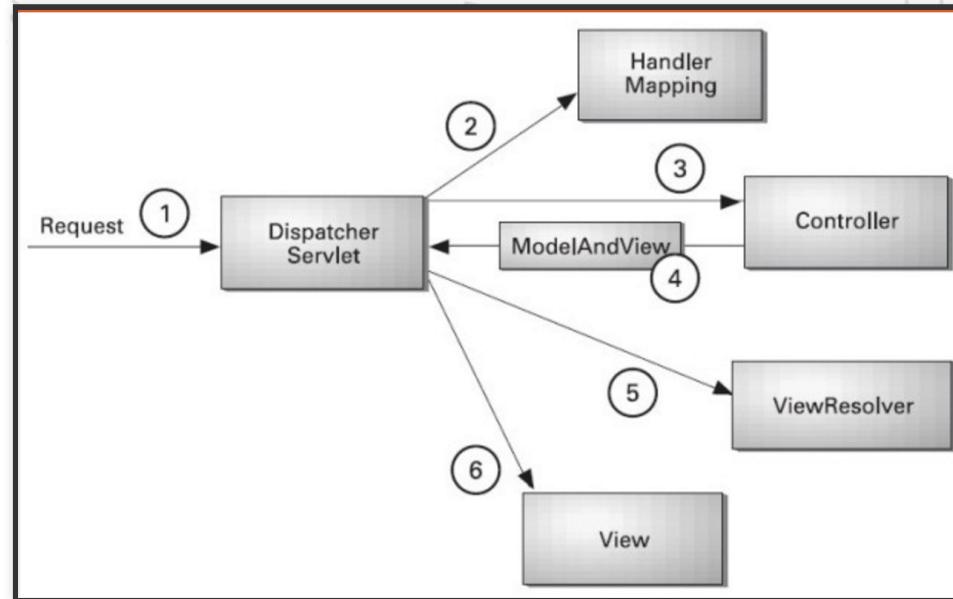 Handler
Mapping
2
3
Request
1
Dispatcher
Servlet
Controller
ModelAndView
4
5
ViewResolver
6
View